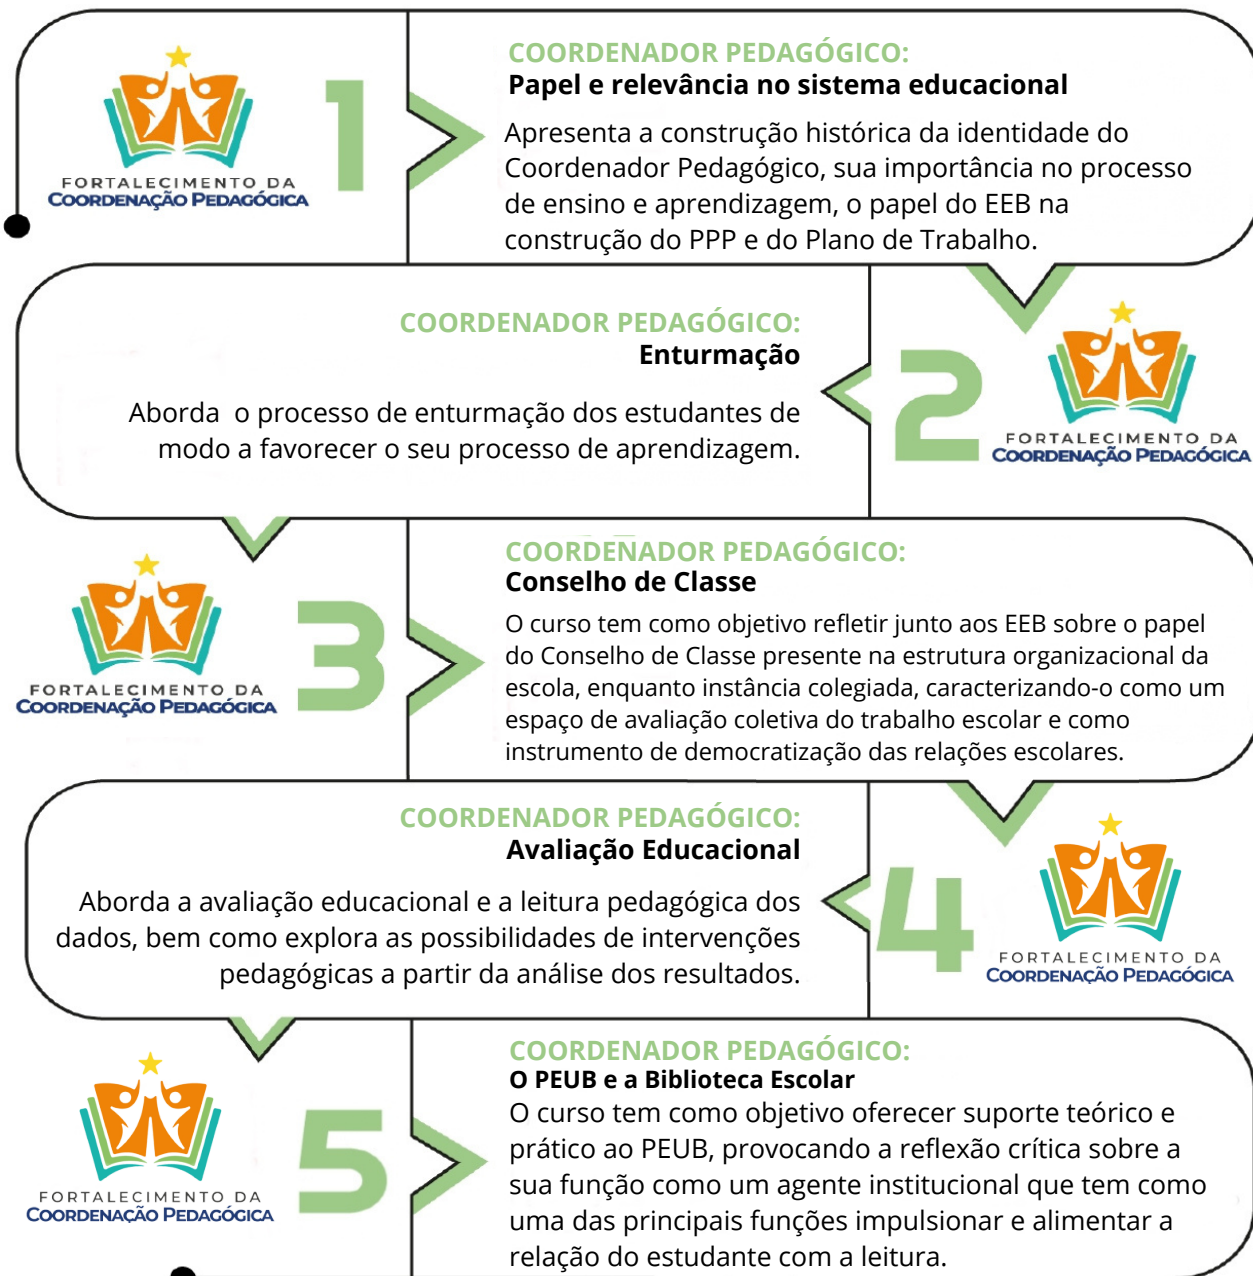 FORTALECIMENTO DA
COORDENAÇÃO PEDAGÓGICA
1
COORDENADOR PEDAGÓGICO:
Papel e relevância no sistema educacional
Apresenta a construção histórica da identidade do
Coordenador Pedagógico, sua importância no processo
de ensino e aprendizagem, o papel do EEB na
construção do PPP e do Plano de Trabalho.
COORDENADOR PEDAGÓGICO:
Enturmação
Aborda o processo de enturmação dos estudantes de
modo a favorecer o seu processo de aprendizagem.
2
FORTALECIMENTO DA
COORDENAÇÃO PEDAGÓGICA
FORTALECIMENTO DA
COORDENAÇÃO PEDAGÓGICA
3
COORDENADOR PEDAGÓGICO:
Conselho de Classe
O curso tem como objetivo refletir junto aos EEB sobre o papel
do Conselho de Classe presente na estrutura organizacional da
escola, enquanto instância colegiada, caracterizando-o como um
espaço de avaliação coletiva do trabalho escolar e como
instrumento de democratização das relações escolares.
COORDENADOR PEDAGÓGICO:
Avaliação Educacional
Aborda a avaliação educacional e a leitura pedagógica dos
dados, bem como explora as possibilidades de intervenções
pedagógicas a partir da análise dos resultados.
4
FORTALECIMENTO DA
COORDENAÇÃO PEDAGÓGICA
FORTALECIMENTO DA
COORDENAÇÃO PEDAGÓGICA
5
COORDENADOR PEDAGÓGICO:
O PEUB e a Biblioteca Escolar
O curso tem como objetivo oferecer suporte teórico e
prático ao PEUB, provocando a reflexão crítica sobre a
sua função como um agente institucional que tem como
uma das principais funções impulsionar e alimentar a
relação do estudante com a leitura.